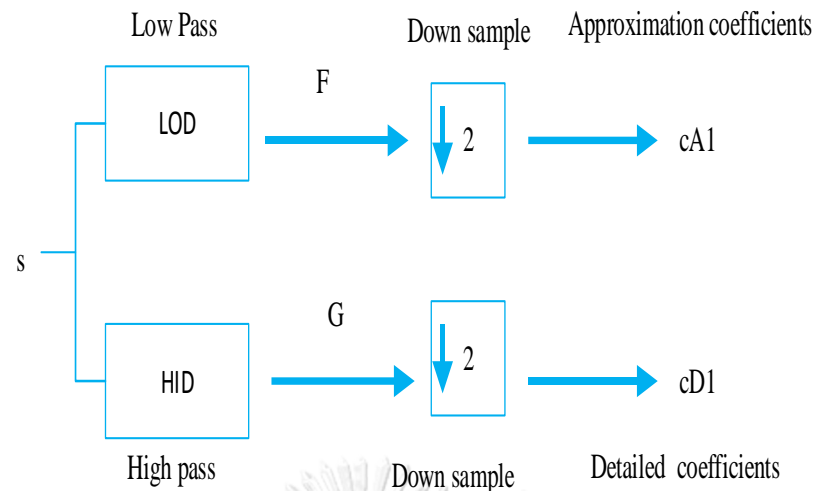 Low Pass
Down sample
Approximation coefficients
F
LOD
2
cA1
s
G
HID
2
cD1
High pass
Down sample
Detailed coefficients